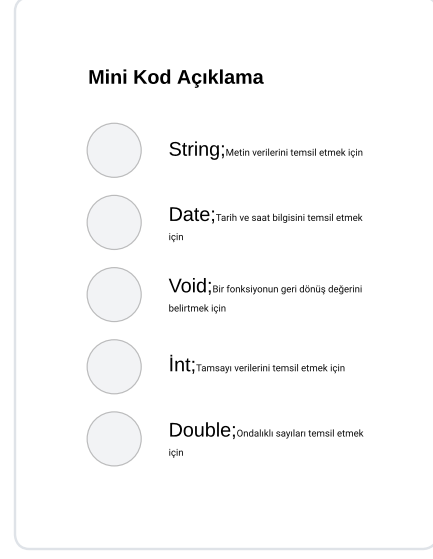 Mini Kod Açıklama
String;Metin verilerini temsil etmek için
Date;Tarih ve saat bilgisini temsil etmek
için
Void;Bir fonksiyonun geri dönüş değerini
belirtmek için
İnt;Tamsayı verilerini temsil etmek için
Double;Ondalıklı sayıları temsil etmek
için